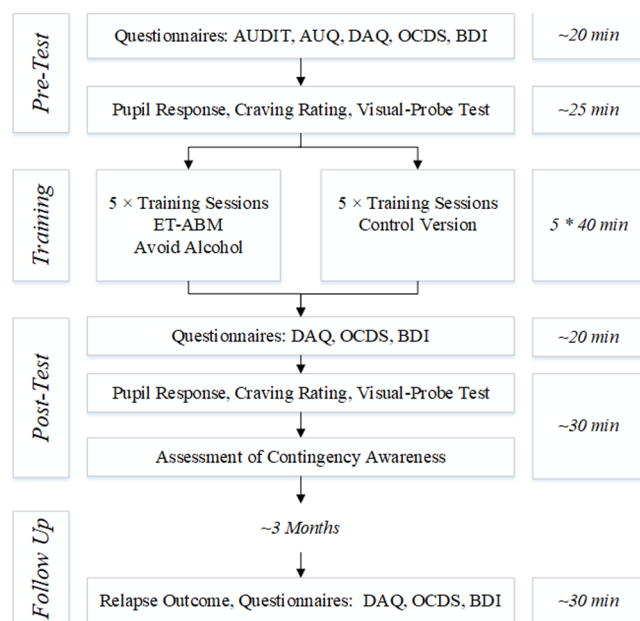 Pre-Test
Questionnaires: AUDIT, AUQ, DAQ, OCDS, BDI
~20 min
Pupil Response, Craving Rating, Visual-Probe Test
~25 min
Training
5 × Training Sessions
ET-ABM
Avoid Alcohol
5 × Training Sessions
Control Version
5 * 40 min
Post-Test
Questionnaires: DAQ, OCDS, BDI
~20 min
Pupil Response, Craving Rating, Visual-Probe Test
~30 min
Assessment of Contingency Awareness
~3 Months
Follow Up
Relapse Outcome, Questionnaires: DAQ, OCDS, BDI
~30 min